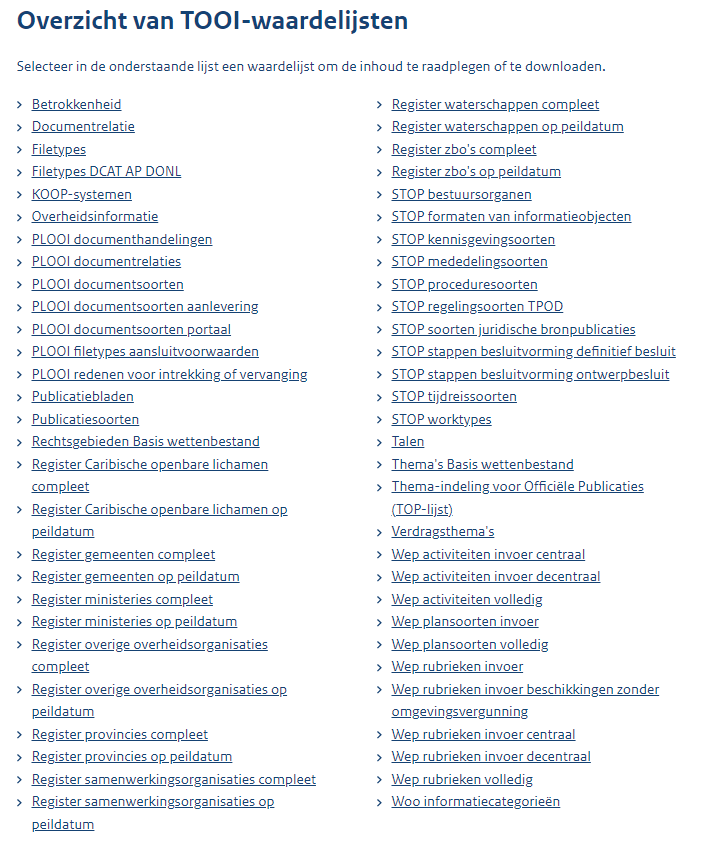 Overzicht van TOOI-waardelijsten
Selecteer in de onderstaande lijst een waardelijst om de inhoud te raadplegen of te downloaden.
Betrokkenheid
Documentrelatie
Filetypes
Filetypes DCAT AP DONL
KOOP-systemen
Overheidsinformatie
PLOOI documenthandelingen
PLOOI documentrelaties
PLOOI documentsoorten
PLOOI documentsoorten aanlevering
PLOOI documentsoorten portaal
PLOOI filetypes aansluitvoorwaarden
PLOOI redenen voor intrekking of vervanging
Publicatiebladen
Publicatiesoorten
Rechtsgebieden Basis wettenbestand
Register Caribische openbare lichamen
compleet
Register Caribische openbare lichamen op
peildatum
Register gemeenten compleet
Register gemeenten op peildatum
Register ministeries compleet
Register ministeries op peildatum
Register overige overheidsorganisaties
compleet
Register overige overheidsorganisaties op
peildatum
Register provincies compleet
Register provincies op peildatum
Register samenwerkingsorganisaties compleet
Register samenwerkingsorganisaties op
peildatum
Register waterschappen compleet
Register waterschappen op peildatum
Register zbo's compleet
Register zbo's op peildatum
STOP bestuursorganen
STOP formaten van informatieobjecten
STOP kennisgevingsoorten
STOP mededelingsoorten
STOP proceduresoorten
STOP regelingsoorten TPOD
STOP soorten juridische bronpublicaties
STOP stappen besluitvorming definitief besluit
STOP stappen besluitvorming ontwerpbesluit
STOP tijdreissoorten
STOP worktypes
Talen
Thema's Basis wettenbestand
Thema-indeling voor Officiële Publicaties
(TOP-lijst)
Verdragsthema's
Wep activiteiten invoer centraal
Wep activiteiten invoer decentraal
Wep activiteiten volledig
Wep plansoorten invoer
Wep plansoorten volledig
Wep rubrieken invoer
Wep rubrieken invoer beschikkingen zonder
omgevingsvergunning
Wep rubrieken invoer centraal
Wep rubrieken invoer decentraal
Wep rubrieken volledig
Woo informatiecategorieën